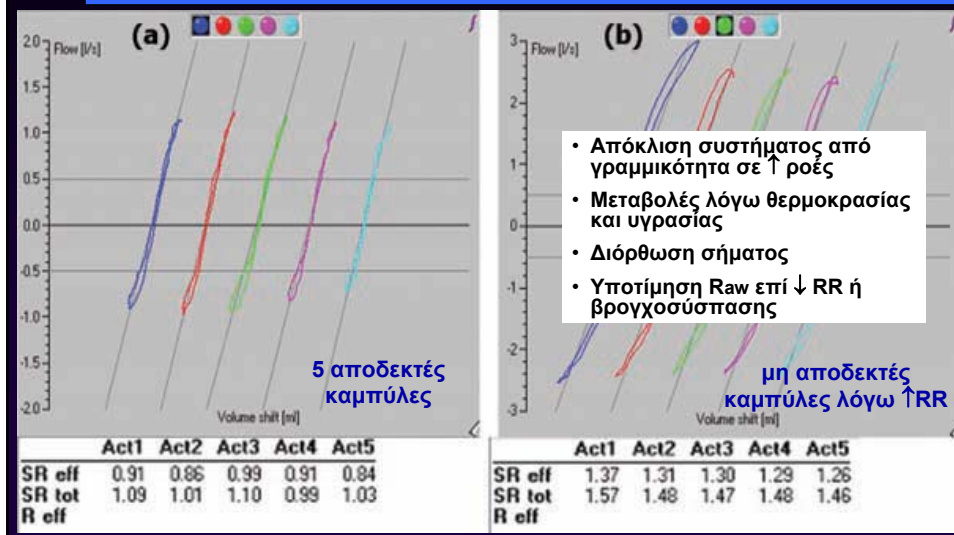 (a)
Flow [l/s]
2.0
1.5
1.0
0.5
0.0
-0.5
-1.0
-1.5
-2.0
5 αποδεκτές
καμπύλες
Volume shift [ml]
Act1 Act2 Act3 Act4 Act5
SR eff 0.91 0.86 0.99 0.91 0.84
SR tot 1.09 1.01 1.10 0.99 1.03
R eff
(b)
Flow [l/s]
3
2
1
0
-1
-2
-3
• Απόκλιση συστήματος από
γραμμικότητα σε ↑ ροές
• Μεταβολές λόγω θερμοκρασίας
και υγρασίας
• Διόρθωση σήματος
• Υποτίμηση Raw επί ↓ RR ή
βρογχοσύσπασης
μη αποδεκτές
καμπύλες λόγω ↑RR
Volume shift [ml]
Act1 Act2 Act3 Act4 Act5
SR eff 1.37 1.31 1.30 1.29 1.26
SR tot 1.57 1.48 1.47 1.48 1.46
R eff